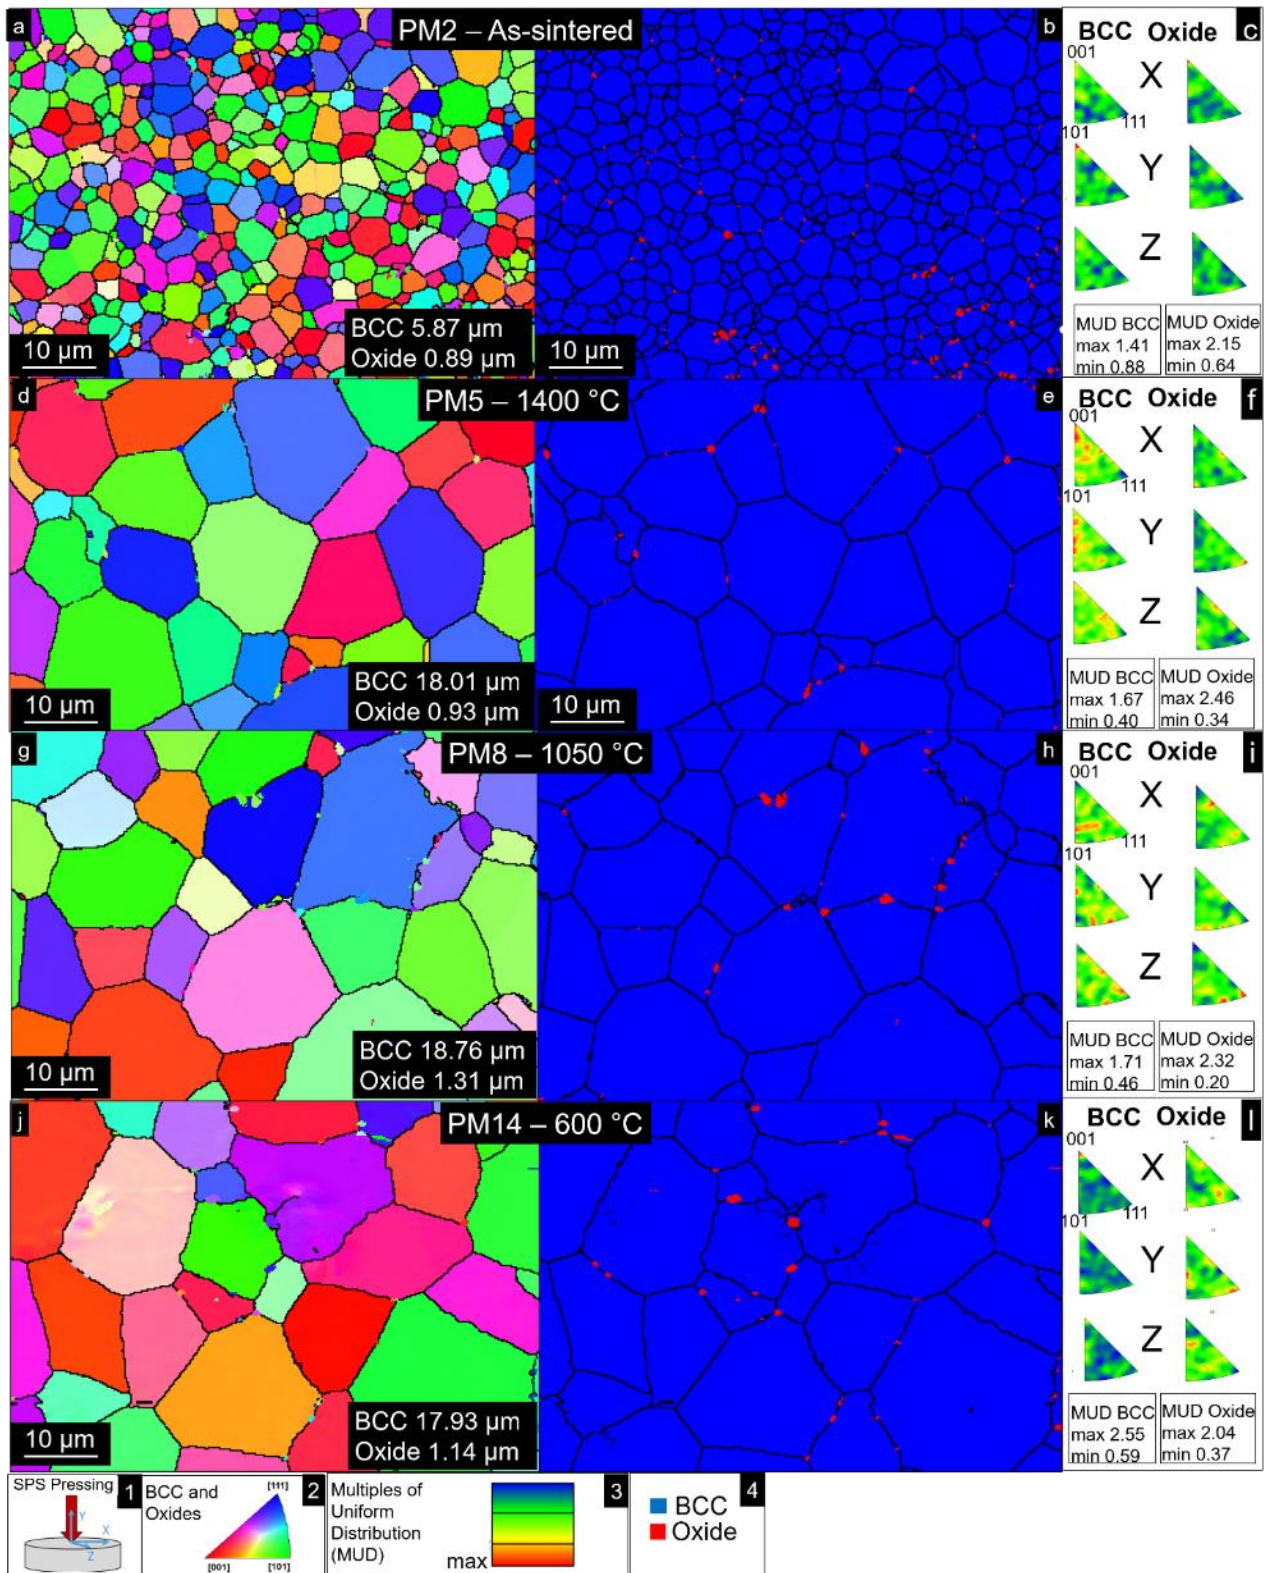 a
PM2 – As-sintered
b
c
BCC Oxide
001
X
101
111
Y
Z
BCC 5.87 µm
Oxide 0.89 µm
10 µm
10 µm
MUD BCC
max 1.41
min 0.88
MUD Oxide
max 2.15
min 0.64
d
PM5 – 1400 °C
e
f
BCC Oxide
001
X
101
111
Y
Z
BCC 18.01 µm
Oxide 0.93 µm
10 µm
10 µm
MUD BCC
max 1.67
min 0.40
MUD Oxide
max 2.46
min 0.34
g
PM8 – 1050 °C
h
i
BCC Oxide
001
X
101
111
Y
Z
BCC 18.76 µm
Oxide 1.31 µm
10 µm
10 µm
MUD BCC
max 1.71
min 0.46
MUD Oxide
max 2.32
min 0.20
j
PM14 – 600 °C
k
l
BCC Oxide
001
X
101
111
Y
Z
BCC 17.93 µm
Oxide 1.14 µm
10 µm
10 µm
MUD BCC
max 2.55
min 0.59
MUD Oxide
max 2.04
min 0.37
SPS Pressing
1
Y
X
Z
BCC and
Oxides
2
[111]
[001]
[101]
Multiples of
Uniform
Distribution
(MUD)
max
3
4
BCC
Oxide